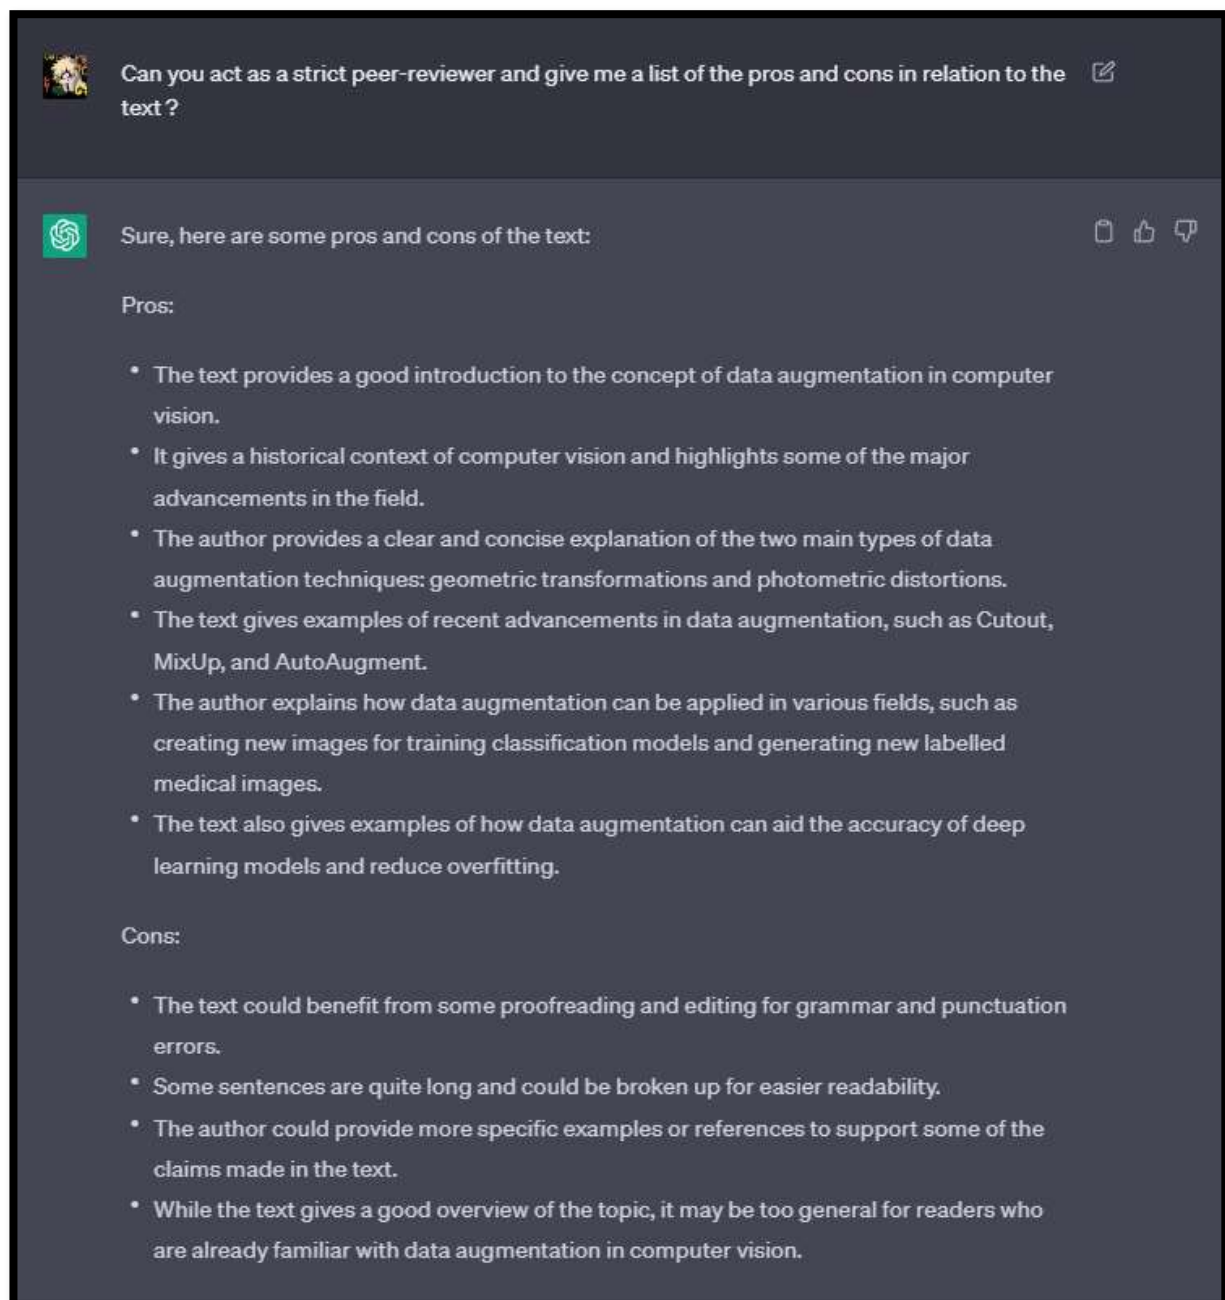 Can you act as a strict peer-reviewer and give me a list of the pros and cons in relation to the
text ?
Sure, here are some pros and cons of the text:
Pros:
• The text provides a good introduction to the concept of data augmentation in computer
vision.
• It gives a historical context of computer vision and highlights some of the major
advancements in the field.
• The author provides a clear and concise explanation of the two main types of data
augmentation techniques: geometric transformations and photometric distortions.
• The text gives examples of recent advancements in data augmentation, such as Cutout,
MixUp, and AutoAugment.
• The author explains how data augmentation can be applied in various fields, such as
creating new images for training classification models and generating new labelled
medical images.
• The text also gives examples of how data augmentation can aid the accuracy of deep
learning models and reduce overfitting.
Cons:
• The text could benefit from some proofreading and editing for grammar and punctuation
errors.
• Some sentences are quite long and could be broken up for easier readability.
• The author could provide more specific examples or references to support some of the
claims made in the text.
• While the text gives a good overview of the topic, it may be too general for readers who
are already familiar with data augmentation in computer vision.